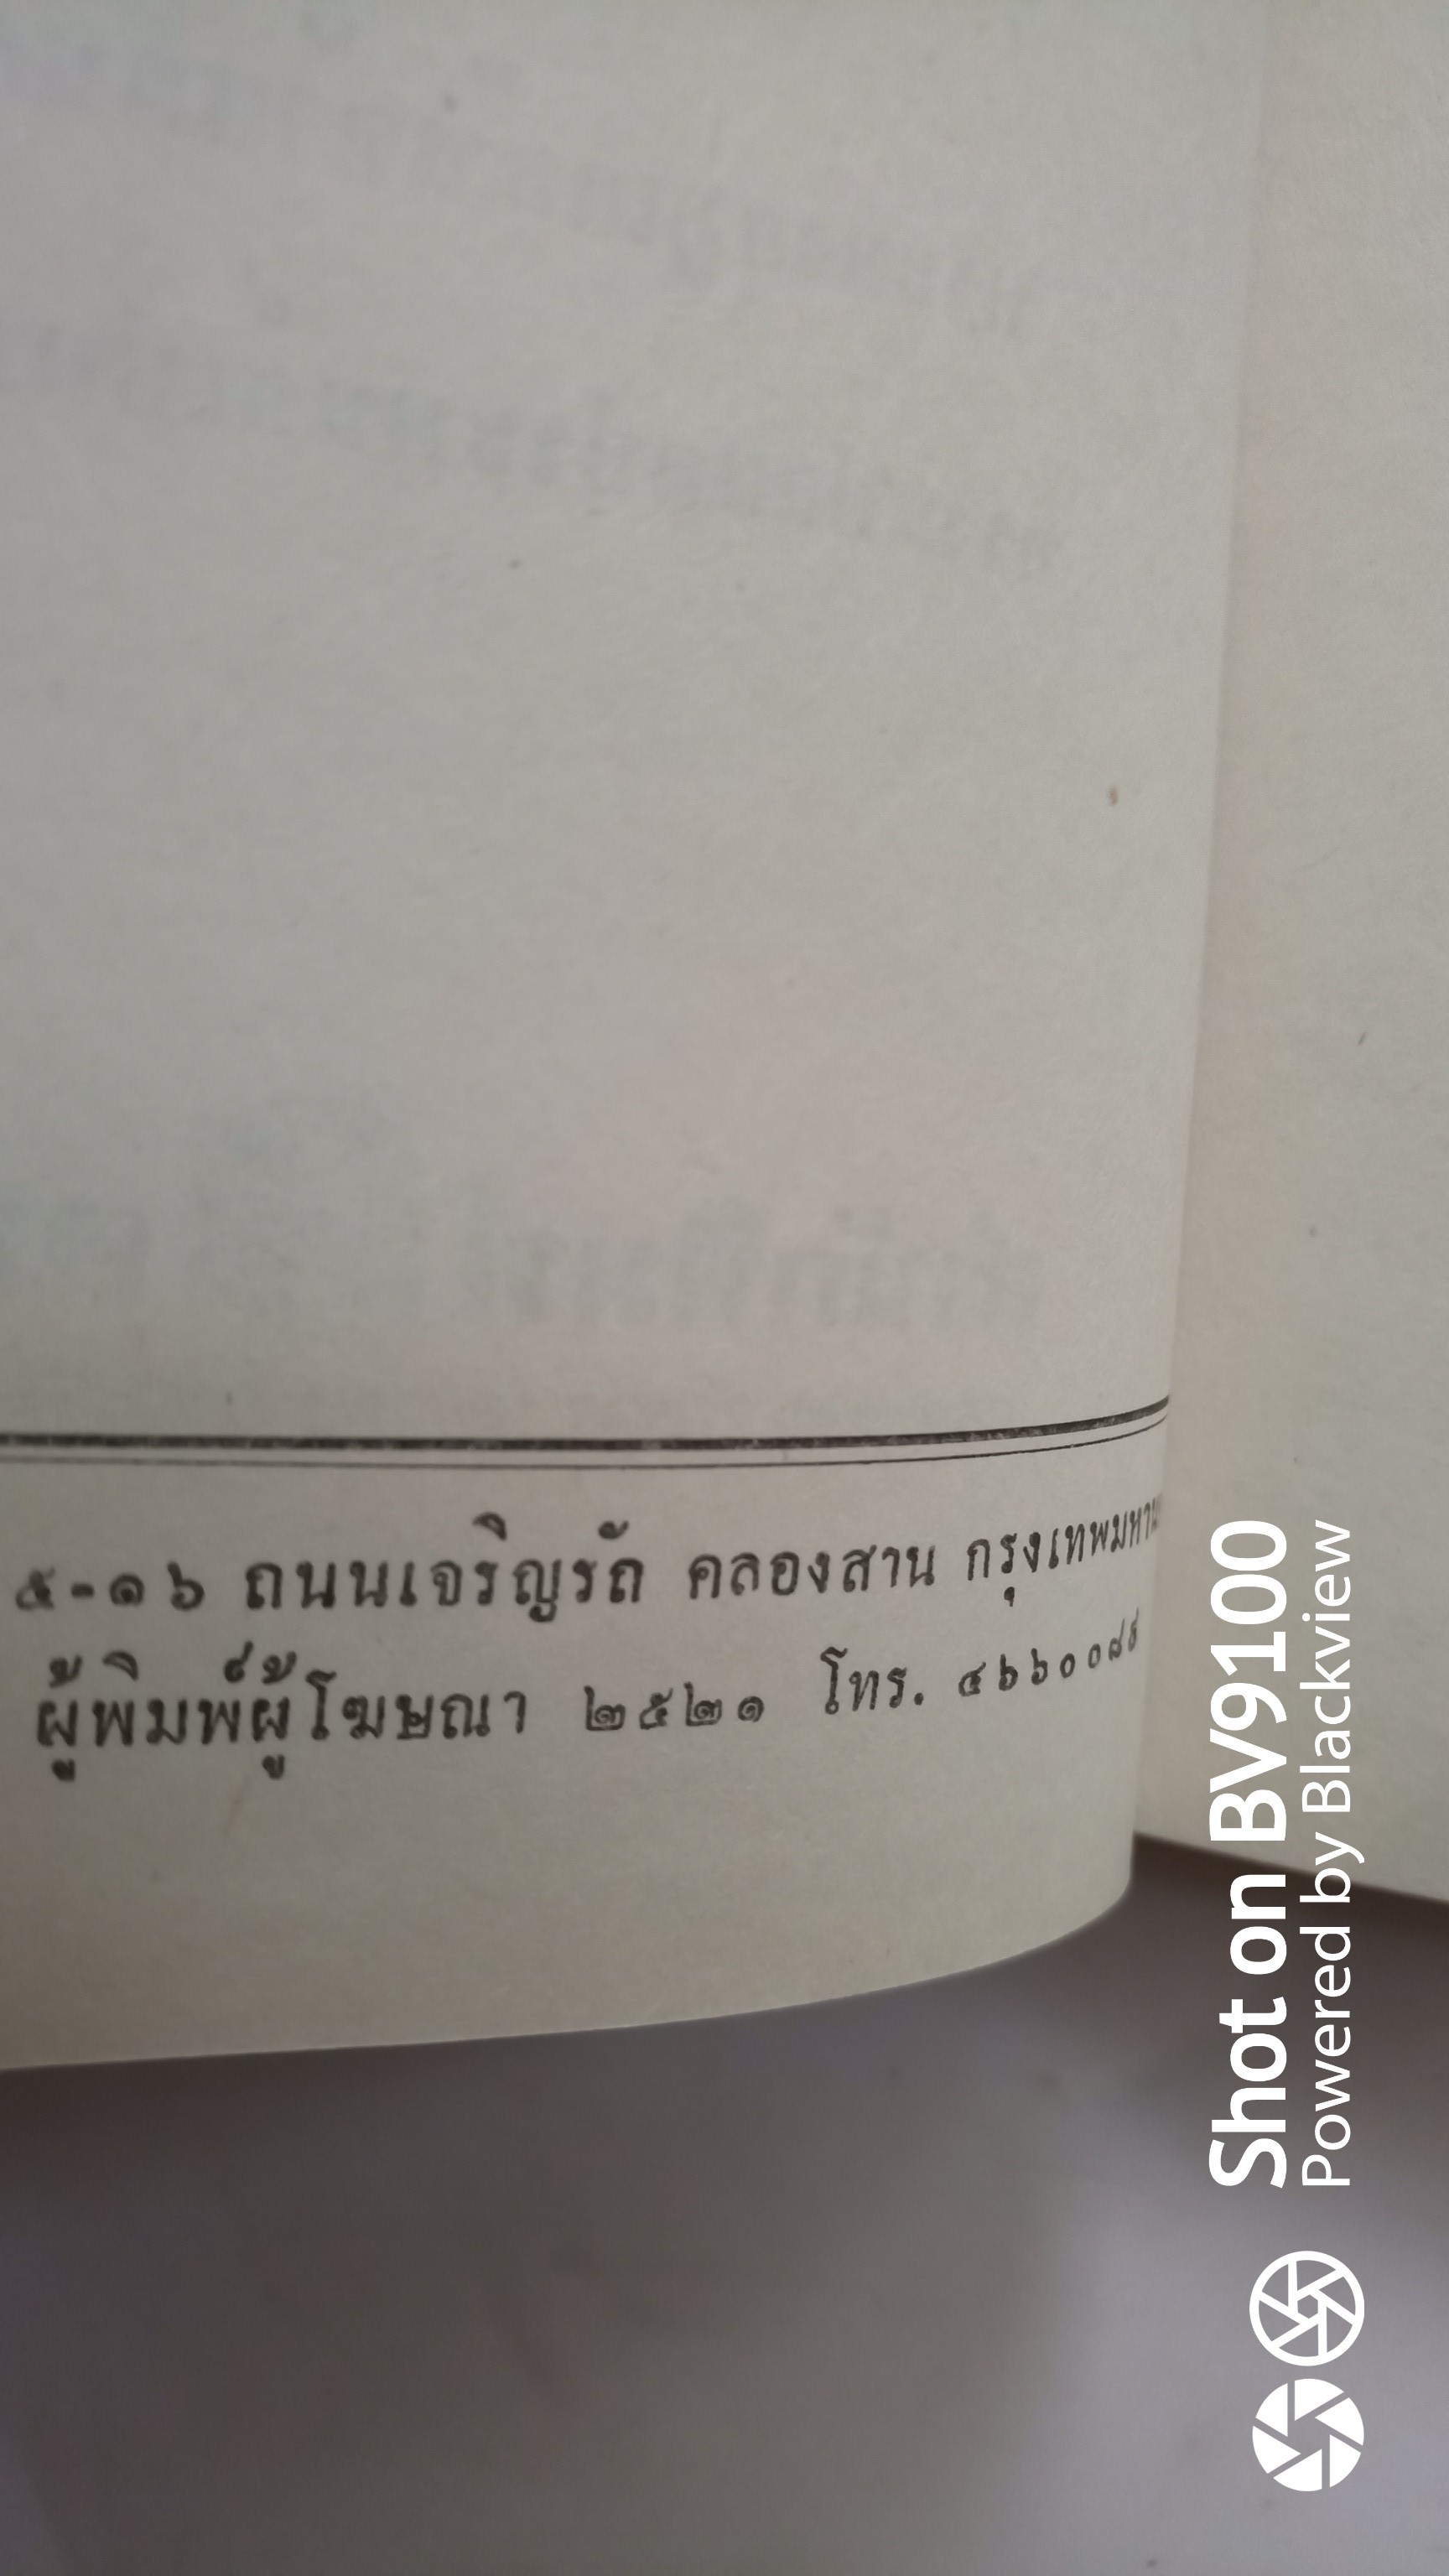 ๕-๑๖ ถนนเจริญรัถ คลองสาน กรุงเทพมหาน
ผู้พิมพ์ผู้โฆษณา ๒๕๒๑ โทร. ๔๖๖๐๐๘๕
Shot on BV9100
Powered by Blackview